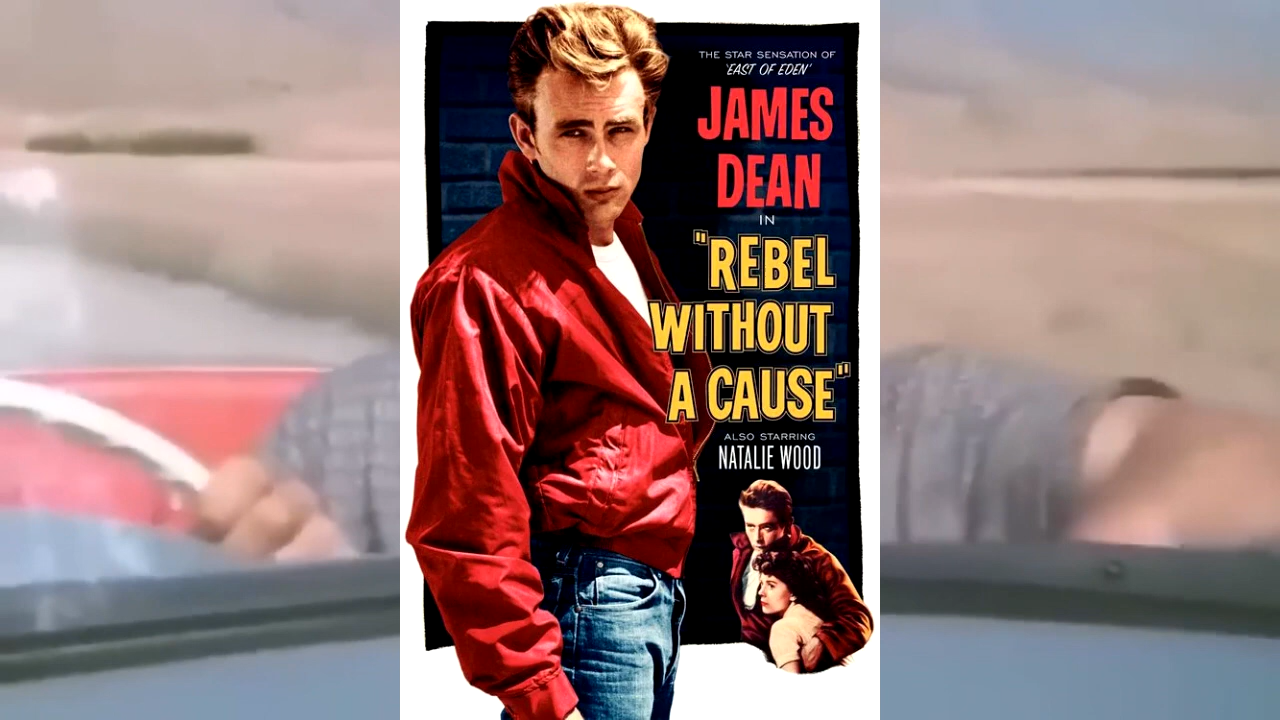 THE STAR SENSATION OF
'EAST OF EDEN'
JAMES
DEAN
IN
"REBEL
WITHOUT
A CAUSE"
ALSO STARRING
NATALIE WOOD